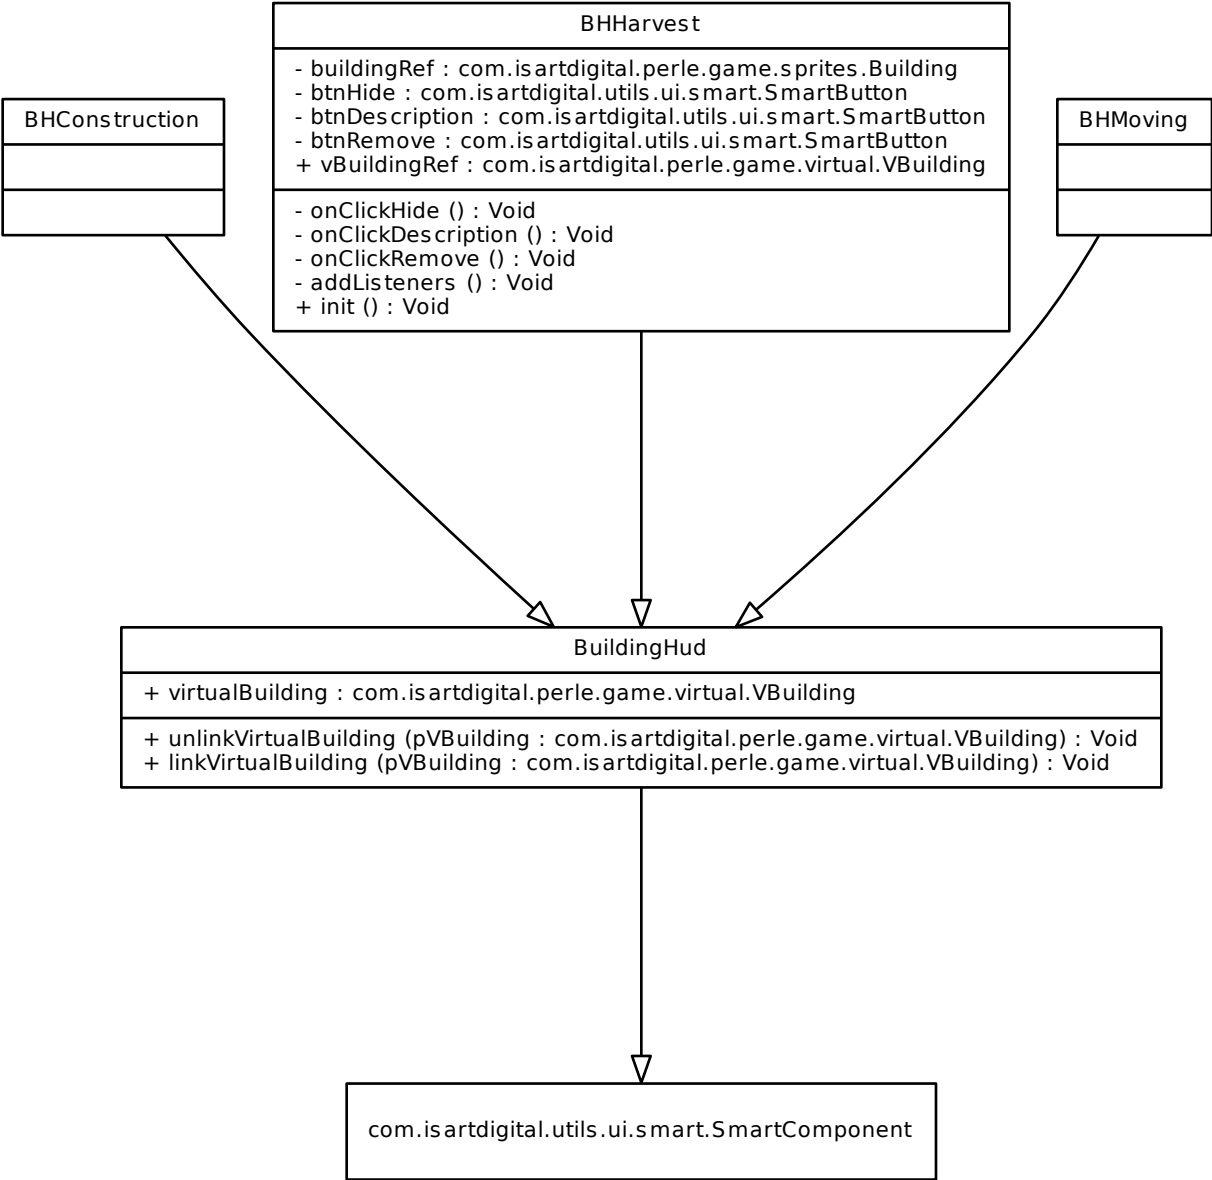 BHHarvest
- buildingRef : com.isartdigital.perle.game.sprites.Building
- btnHide : com.isartdigital.utils.ui.smart.SmartButton
- btnDescription : com.isartdigital.utils.ui.smart.SmartButton
- btnRemove : com.isartdigital.utils.ui.smart.SmartButton
+ vBuildingRef : com.isartdigital.perle.game.virtual.VBuilding
- onClickHide () : Void
- onClickDescription () : Void
- onClickRemove () : Void
- addListeners () : Void
+ init () : Void
BHConstruction
BHMoving
BuildingHud
+ virtualBuilding : com.isartdigital.perle.game.virtual.VBuilding
+ unlinkVirtualBuilding (pVBuilding : com.isartdigital.perle.game.virtual.VBuilding) : Void
+ linkVirtualBuilding (pVBuilding : com.isartdigital.perle.game.virtual.VBuilding) : Void
com.isartdigital.utils.ui.smart.SmartComponent